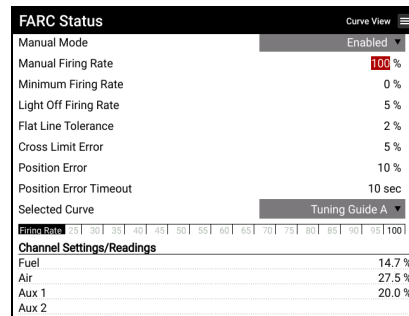 FARC Status Curve View
Manual Mode Enabled
Manual Firing Rate 100 %
Minimum Firing Rate 0 %
Light Off Firing Rate 5 %
Flat Line Tolerance 2 %
Cross Limit Error 5 %
Position Error 10 %
Position Error Timeout 10 sec
Selected Curve Tuning Guide A
Firing Rate 25 30 35 40 45 50 55 60 65 70 75 80 85 90 95 100
Channel Settings/Readings
Fuel 14.7 %
Air 27.5 %
Aux 1 20.0 %
Aux 2